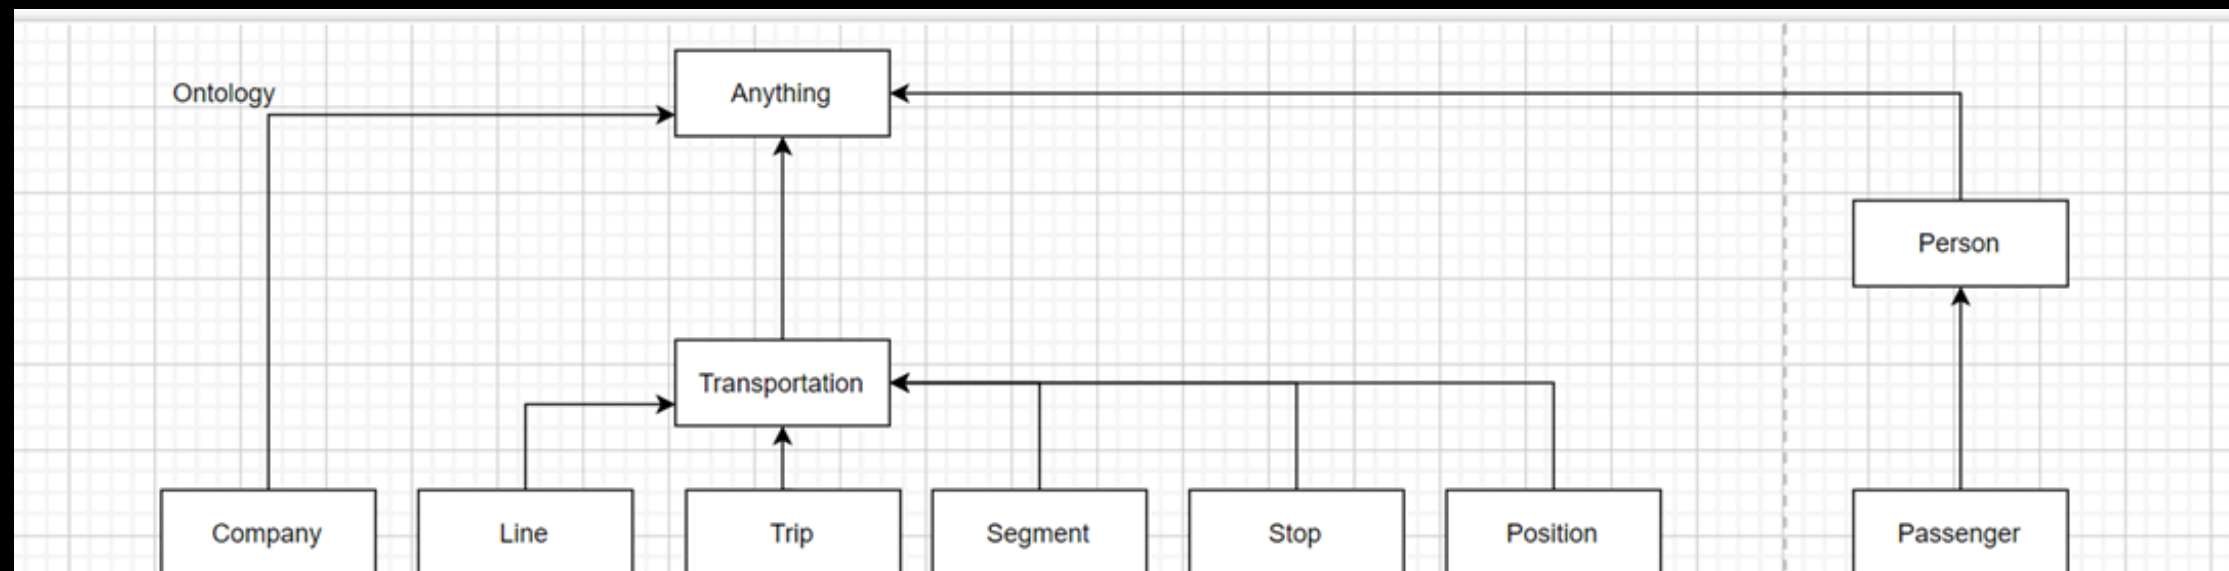 Ontology
Anything
Person
Transportation
Company
Line
Trip
Segment
Stop
Position
Passenger